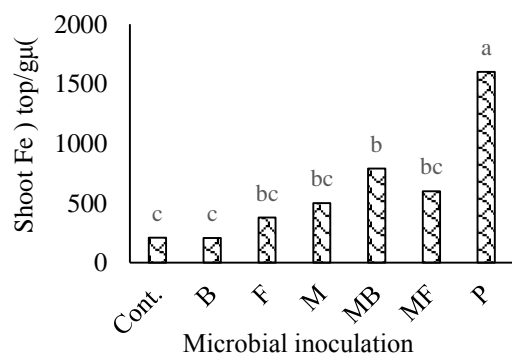 Shoot Fe ) top/gµ(
2000
1500
1000
500
0
c
c
bc
bc
b
bc
a
Cont.
B
F
M
MB
MF
P
Microbial inoculation